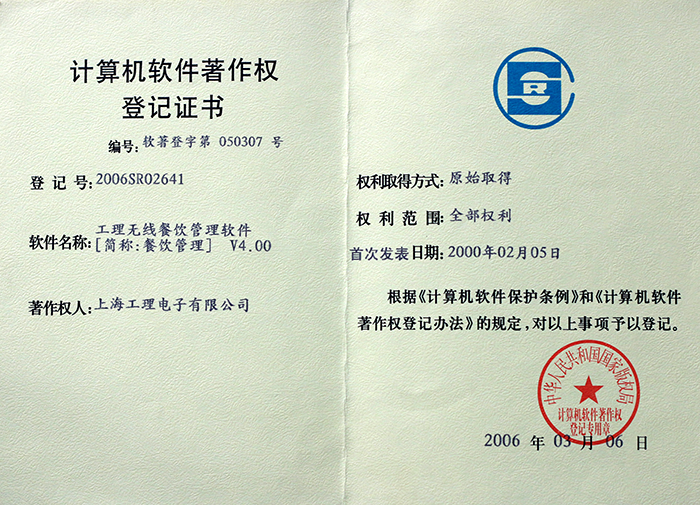 计算机软件著作权
登记证书
编号: 软著登字第 050307 号
登 记 号: 2006SR02641
软件名称: 工理无线餐饮管理软件
[简称:餐饮管理] V4.00
著作权人: 上海工理电子有限公司
SR
权利取得方式: 原始取得
权 利 范 围: 全部权利
首次发表日期: 2000年02月05日
根据《计算机软件保护条例》和《计算机软件
著作权登记办法》的规定,对以上事项予以登记。
中华人民共和国国家版权局
计算机软件著作权
登记专用章
2006 年 03 月 06 日